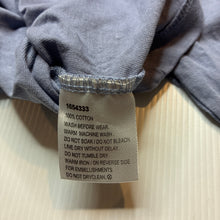 1654333
100% COTTON
WASH BEFORE WEAR.
WARM MACHINE WASH.
DO NOT SOAK / DO NOT BLEACH
LINE DRY WITHOUT DELAY.
DO NOT TUMBLE DRY.
WARM IRON / ON REVERSE SIDE
FOR EMBELLISHMENTS.
DO NOT DRYCLEAN.